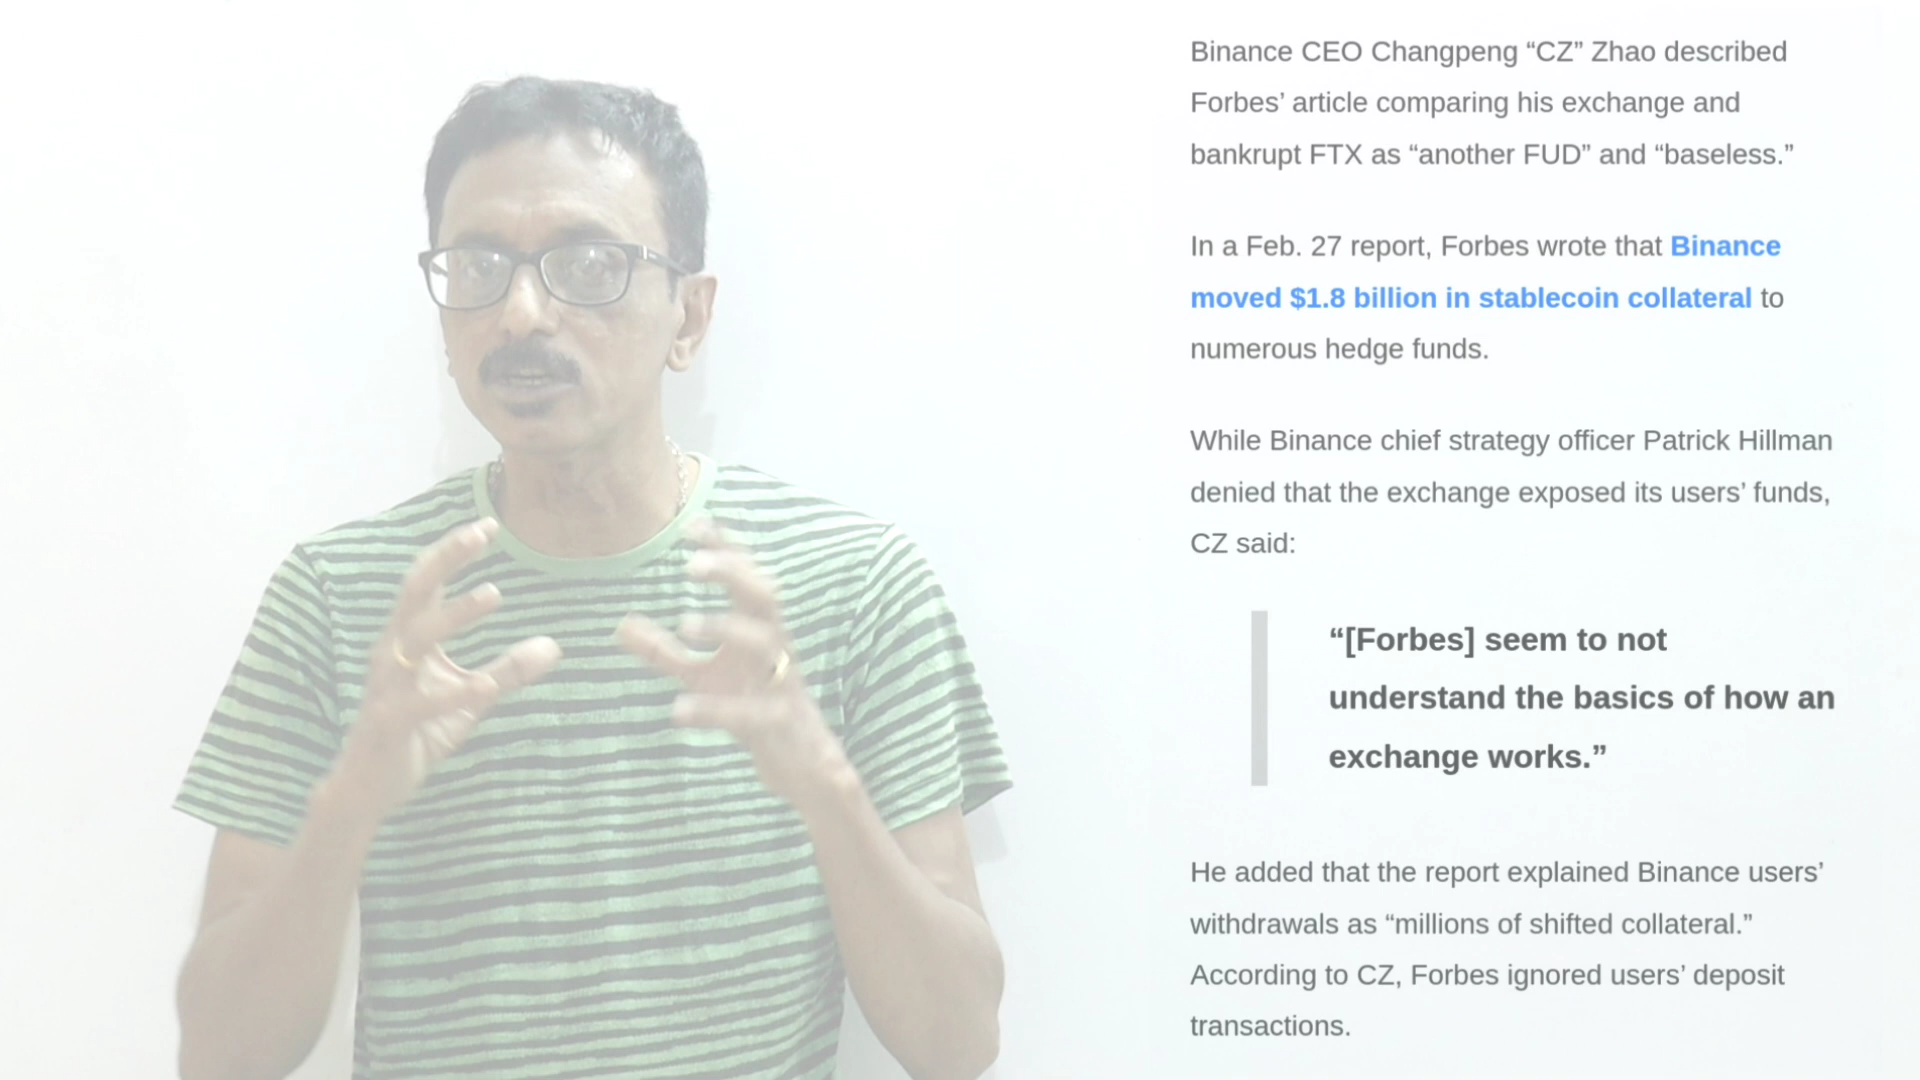 Binance CEO Changpeng “CZ” Zhao described
Forbes’ article comparing his exchange and
bankrupt FTX as “another FUD” and “baseless.”
In a Feb. 27 report, Forbes wrote that Binance
moved $1.8 billion in stablecoin collateral to
numerous hedge funds.
While Binance chief strategy officer Patrick Hillman
denied that the exchange exposed its users’ funds,
CZ said:
“[Forbes] seem to not
understand the basics of how an
exchange works.”
He added that the report explained Binance users’
withdrawals as “millions of shifted collateral.”
According to CZ, Forbes ignored users’ deposit
transactions.